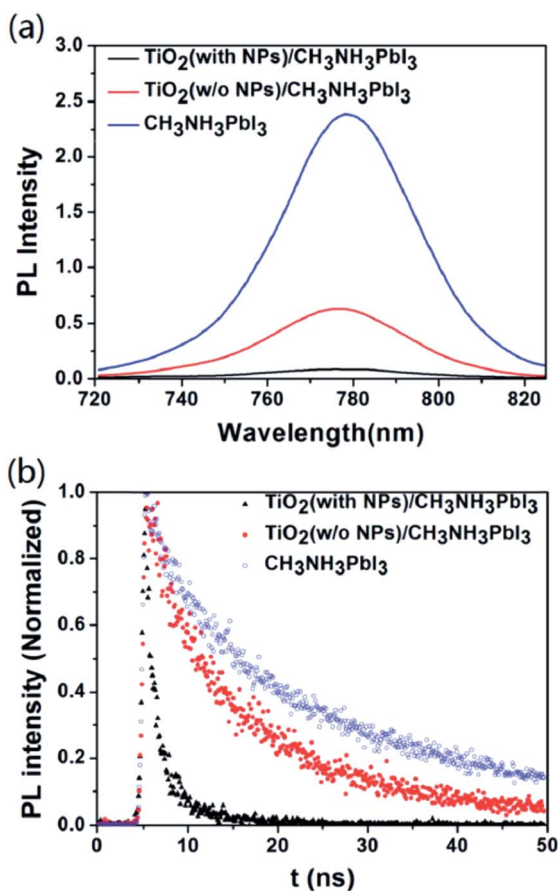 (a)
3.0
2.5
2.0
1.5
1.0
0.5
0.0
PL Intensity
TiO₂(with NPs)/CH₃NH₃PbI₃
TiO₂(w/o NPs)/CH₃NH₃PbI₃
CH₃NH₃PbI₃
720 740 760 780 800 820
Wavelength(nm)
(b)
1.0
0.8
0.6
0.4
0.2
0.0
PL intensity (Normalized)
TiO₂(with NPs)/CH₃NH₃PbI₃
TiO₂(w/o NPs)/CH₃NH₃PbI₃
CH₃NH₃PbI₃
0 10 20 30 40 50
t (ns)